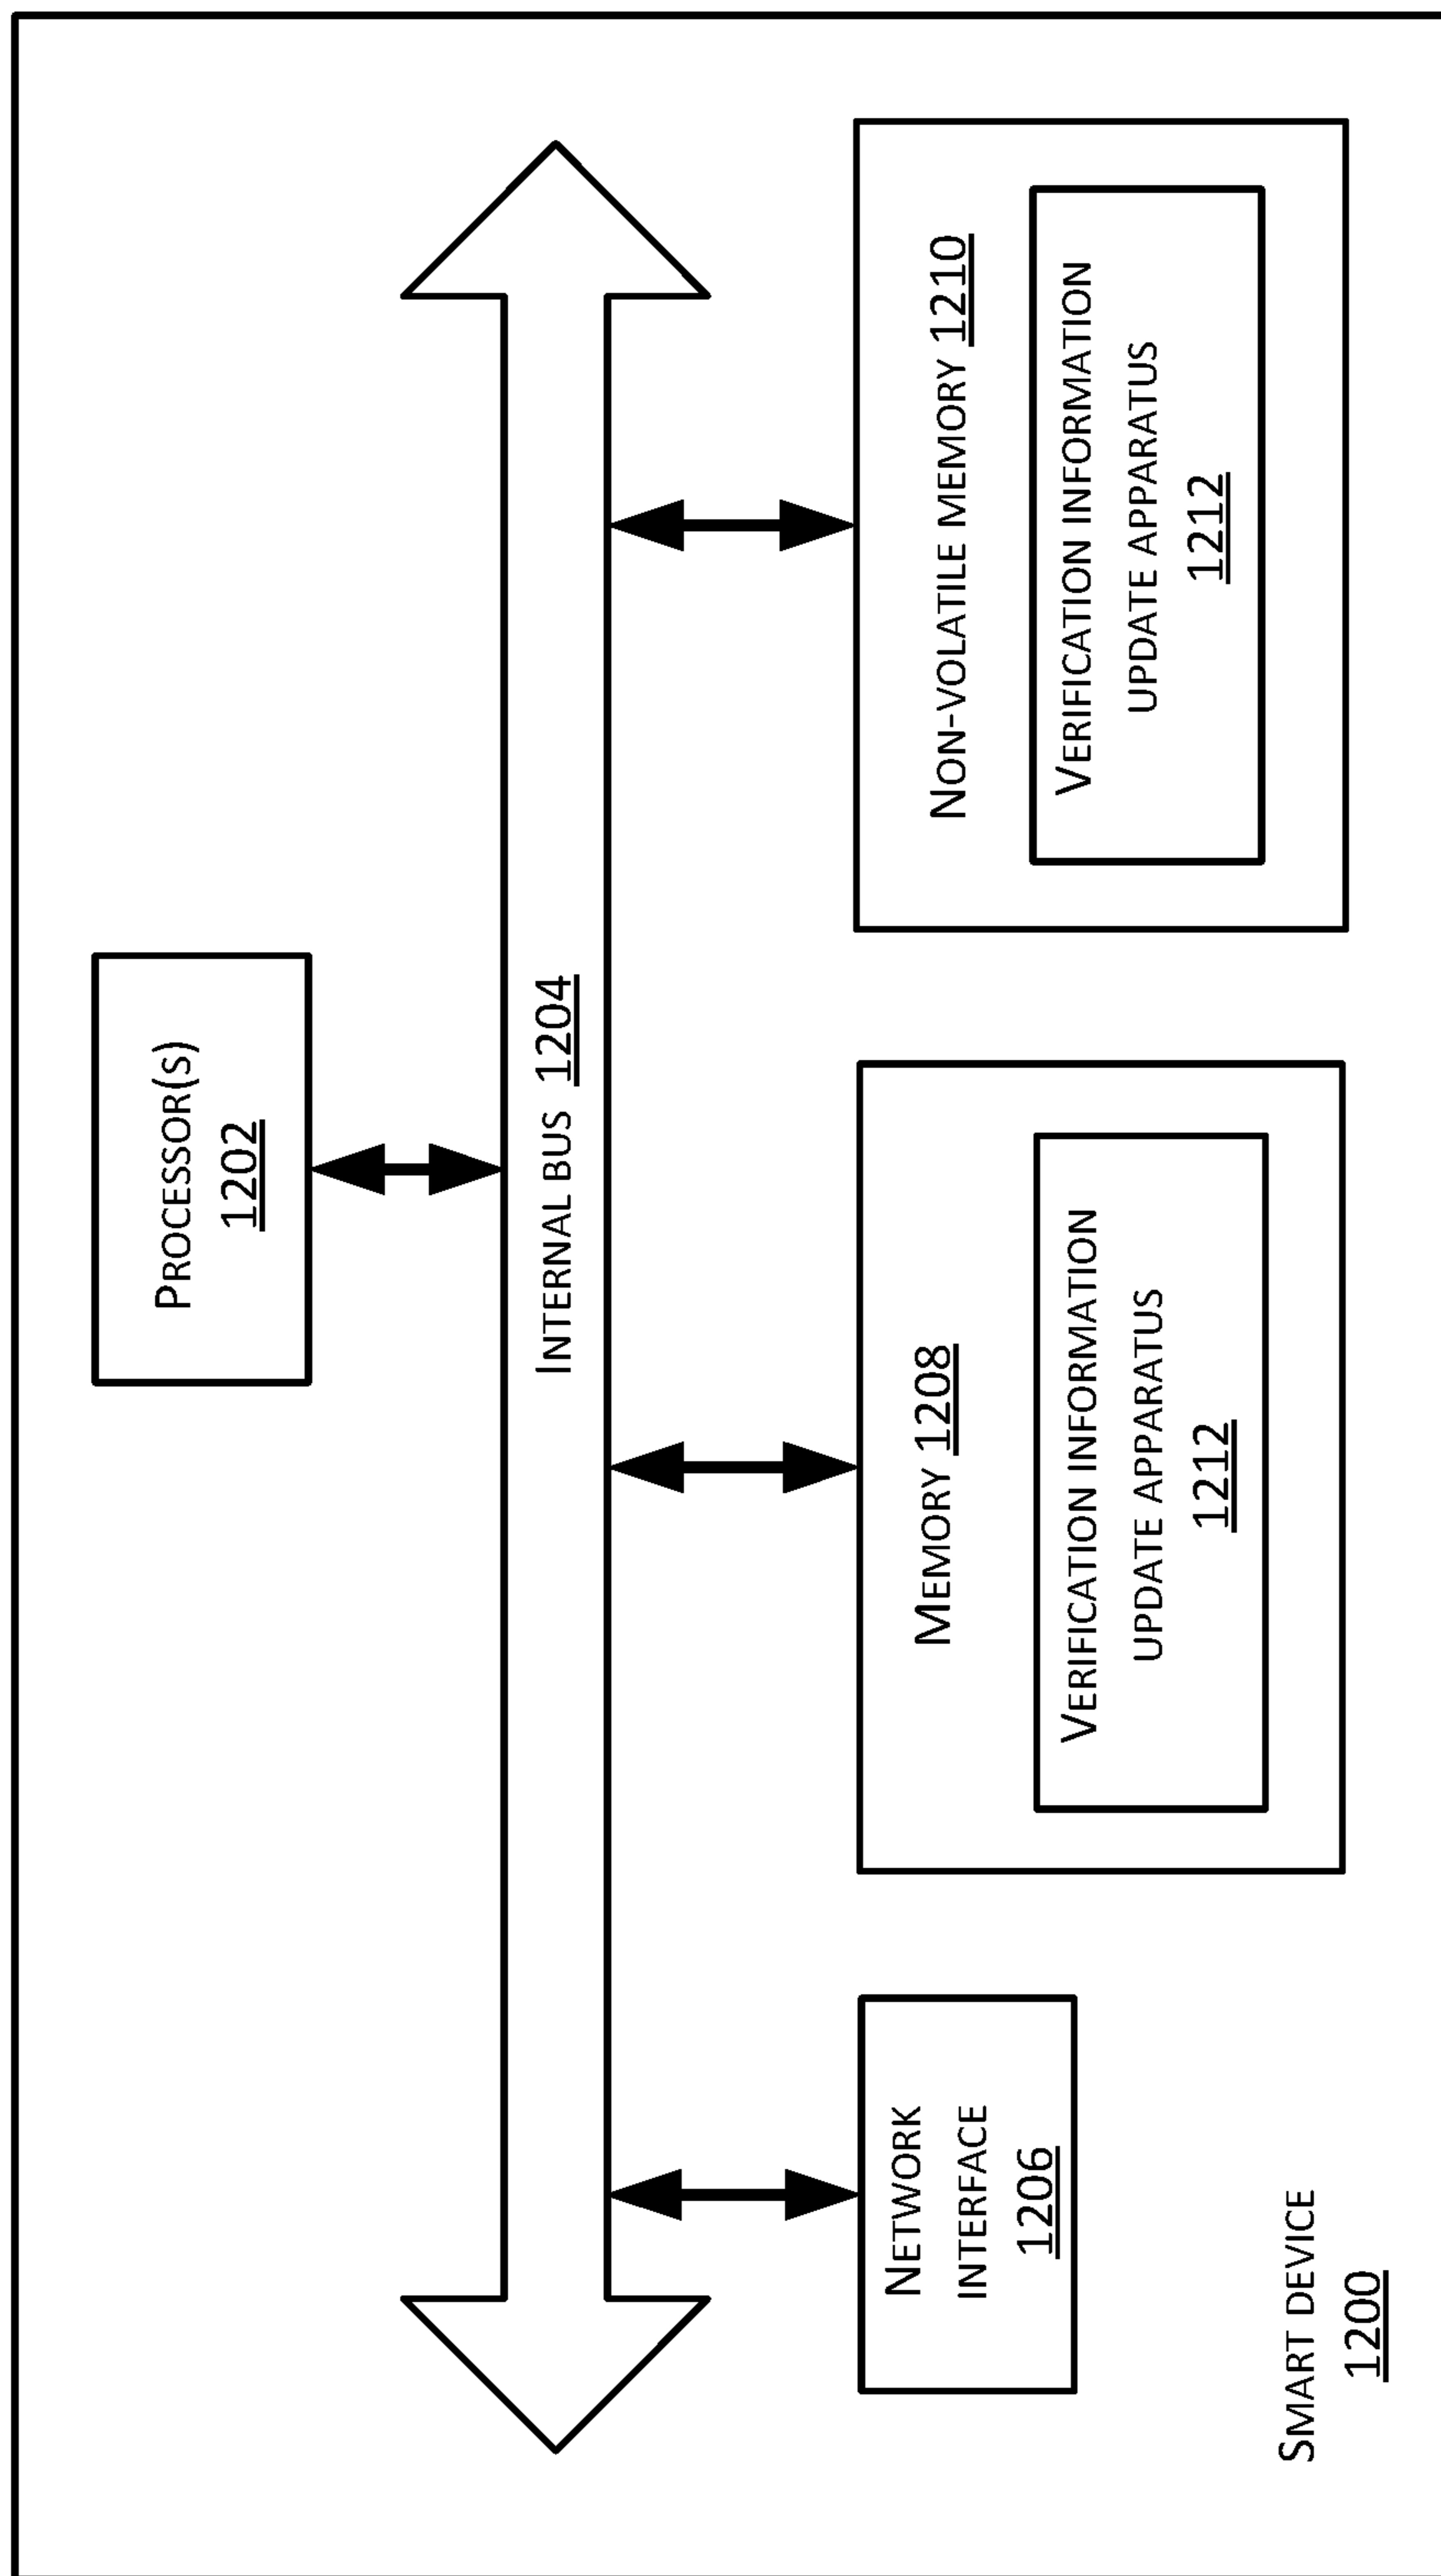 PROCESSOR(S)
1202
INTERNAL BUS 1204
NETWORK
INTERFACE
1206
MEMORY 1208
VERIFICATION INFORMATION
UPDATE APPARATUS
1212
NON-VOLATILE MEMORY 1210
VERIFICATION INFORMATION
UPDATE APPARATUS
1212
SMART DEVICE
1200